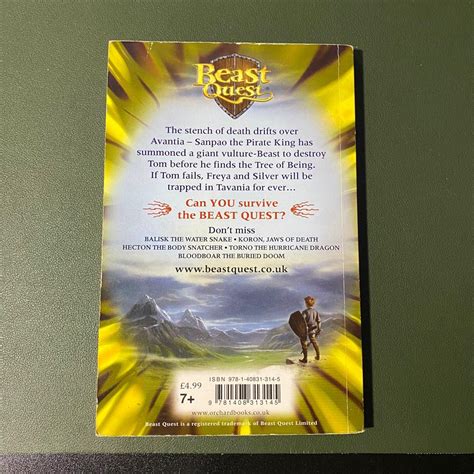 Beast
Quest
The stench of death drifts over
Avantia – Sanpao the Pirate King has
summoned a giant vulture-Beast to destroy
Tom before he finds the Tree of Being.
If Tom fails, Freya and Silver will be
trapped in Tavania for ever...
Can YOU survive
the BEAST QUEST?
Don't miss
BALISK THE WATER SNAKE • KORON, JAWS OF DEATH
HECTON THE BODY SNATCHER • TORNO THE HURRICANE DRAGON
BLOODBOAR THE BURIED DOOM
www.beastquest.co.uk
ISBN 978-1-40831-314-5
£4.99
7+
9 781408 313145
www.orchardbooks.co.uk
Beast Quest is a registered trademark of Beast Quest Limited